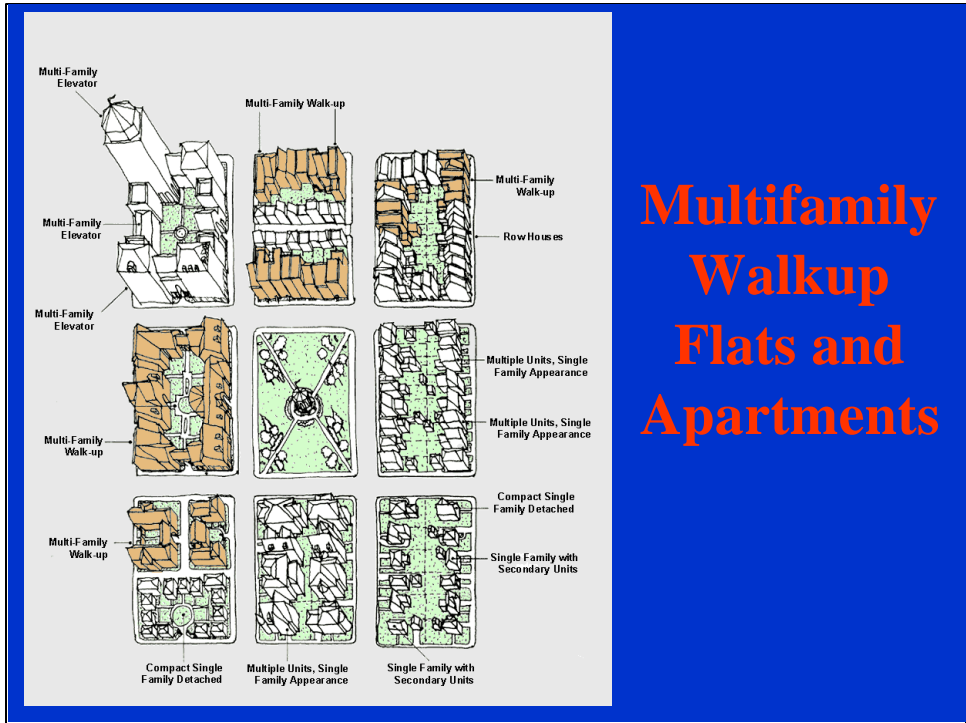 Multi-Family
Elevator
Multi-Family Walk-up
Multi-Family
Walk-up
Multi-Family
Elevator
Row Houses
Multi-Family
Elevator
Multiple Units, Single
Family Appearance
Multiple Units, Single
Family Appearance
Multi-Family
Walk-up
Compact Single
Family Detached
Multi-Family
Walk-up
Single Family with
Secondary Units
Compact Single
Family Detached
Multiple Units, Single
Family Appearance
Single Family with
Secondary Units
Multifamily
Walkup
Flats and
Apartments